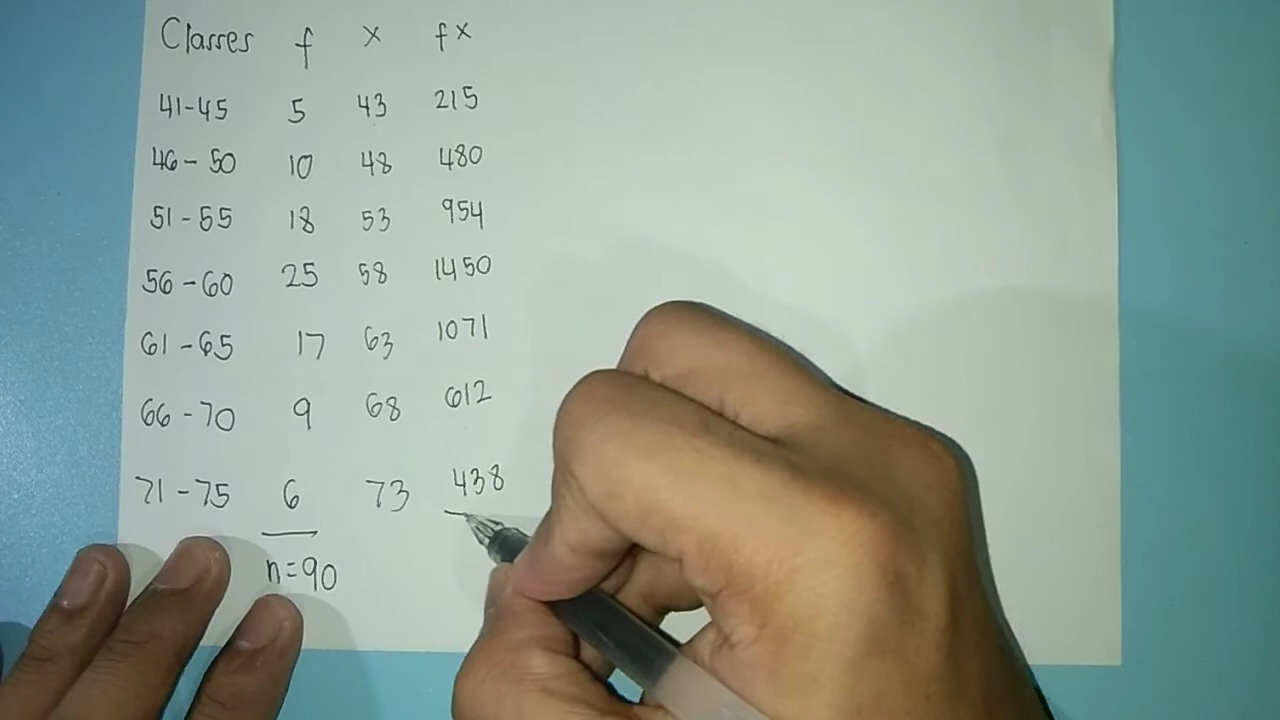 Classes f x fx
41-45 5 43 215
46-50 10 48 480
51-55 18 53 954
56-60 25 58 1450
61-65 17 63 1071
66-70 9 68 612
71-75 6 73 438
n=90